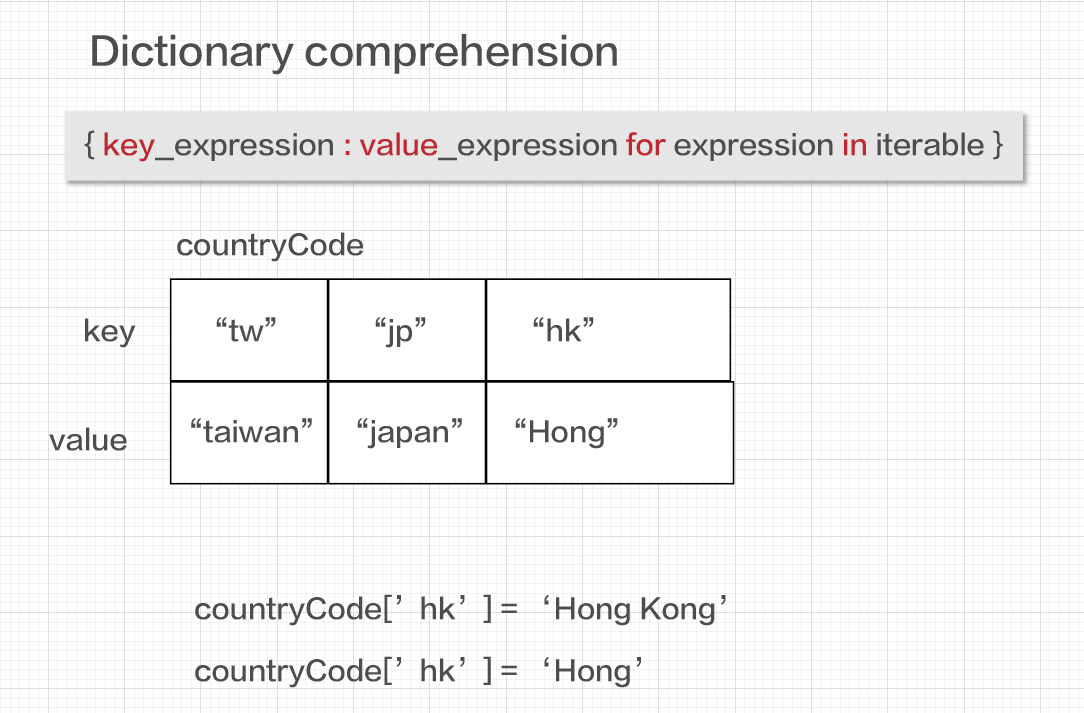 Dictionary comprehension
{ key_expression : value_expression for expression in iterable }
countryCode
key “tw” “jp” “hk”
value “taiwan” “japan” “Hong”
countryCode[’ hk’ ] = ‘Hong Kong’
countryCode[’ hk’ ] = ‘Hong’